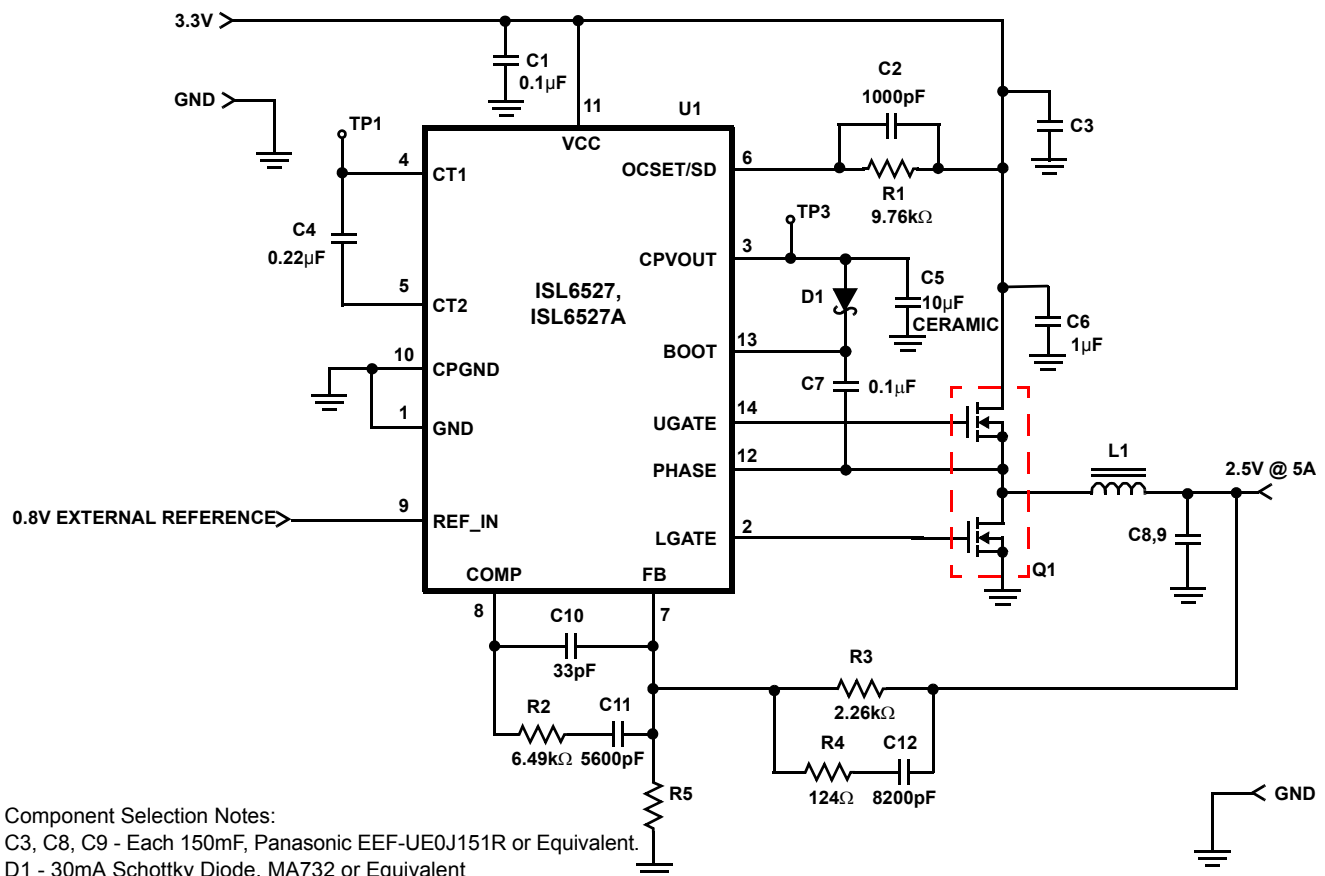 3.3V
C1
0.1µF
GND
TP1
11
U1
VCC
C2
1000pF
C3
4
CT1
OCSET/SD
6
R1
9.76kΩ
C4
0.22µF
TP3
CPVOUT
3
5
CT2
ISL6527,
ISL6527A
D1
C5
10µF
CERAMIC
C6
1µF
10
CPGND
BOOT
13
C7
0.1µF
1
GND
UGATE
14
PHASE
12
L1
2.5V @ 5A
0.8V EXTERNAL REFERENCE
9
REF_IN
LGATE
2
C8,9
Q1
COMP
FB
8
7
C10
33pF
R3
2.26kΩ
R2
C11
6.49kΩ
5600pF
R4
C12
124Ω
8200pF
R5
GND
Component Selection Notes:
C3, C8, C9 - Each 150mF, Panasonic EEF-UE0J151R or Equivalent.
D1 - 30mA Schottky Diode, MA732 or Equivalent